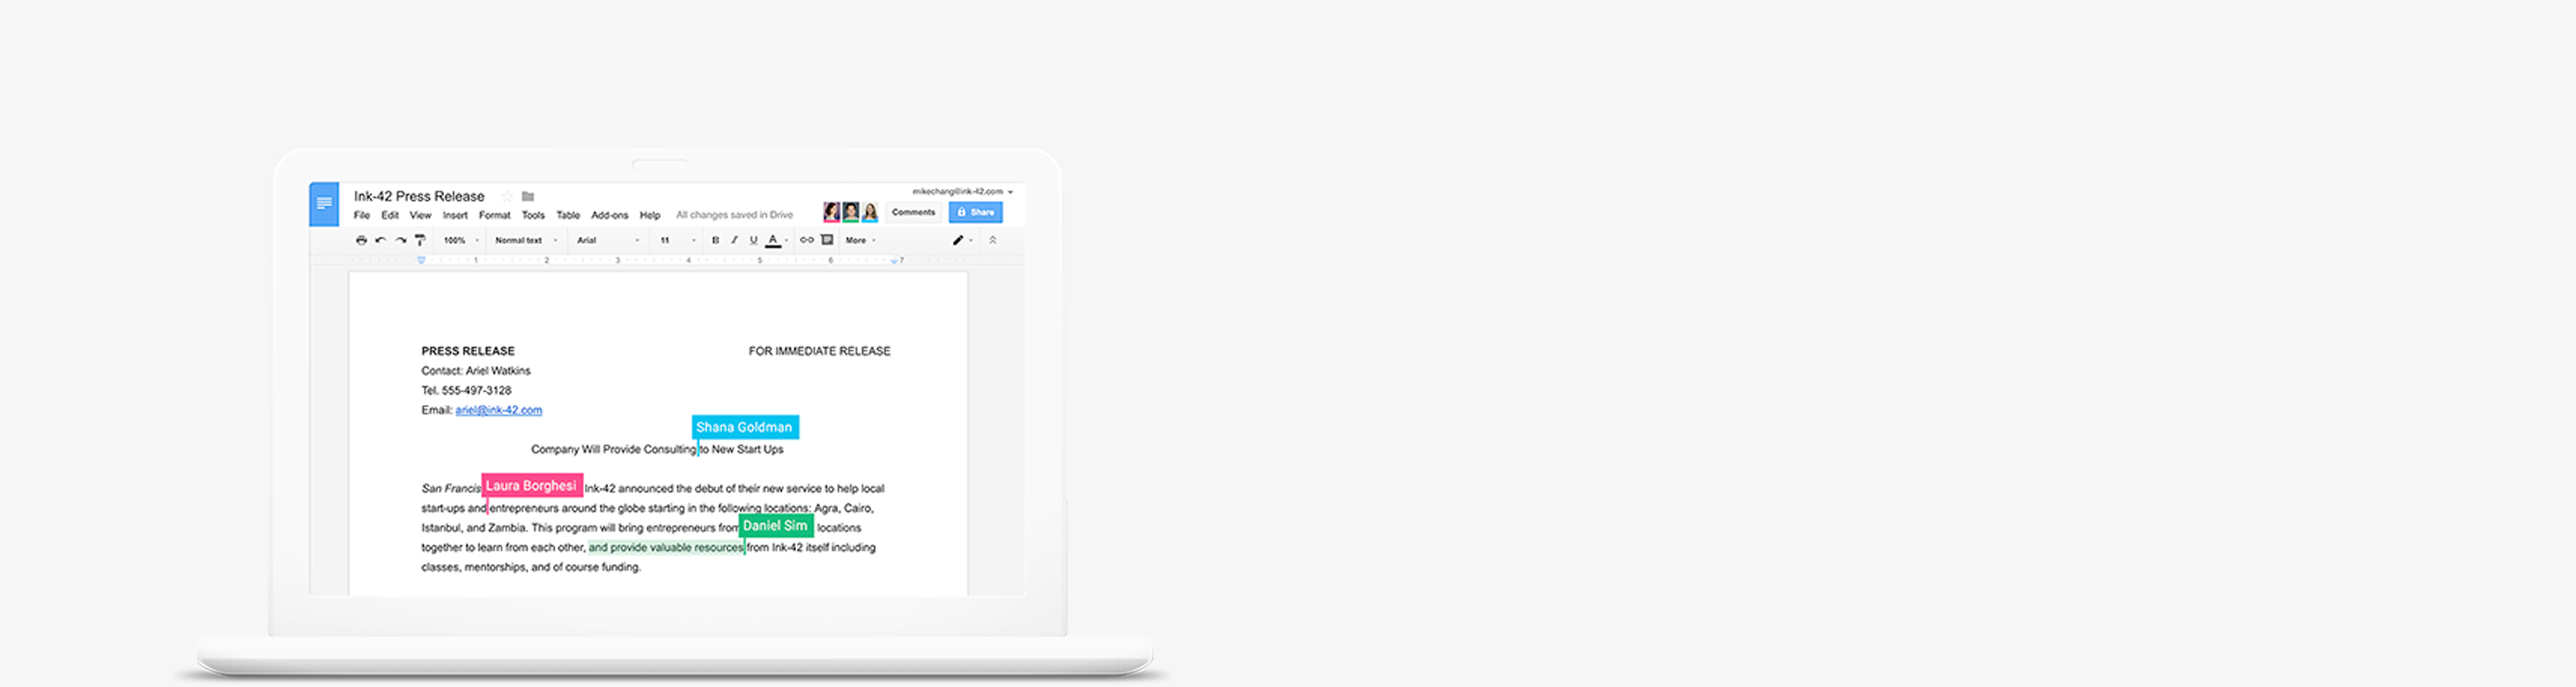 Ink-42 Press Release
mikechang@ink-42.com
File Edit View Insert Format Tools Table Add-ons Help All changes saved in Drive
Comments Share
100% Normal text Arial 11 B I U A More
1 2 3 4 5 6 7
PRESS RELEASE FOR IMMEDIATE RELEASE
Contact: Ariel Watkins
Tel. 555-497-3128
Email: ariel@ink-42.com
Shana Goldman
Company Will Provide Consulting to New Start Ups
Laura Borghesi
San Francis Ink-42 announced the debut of their new service to help local
start-ups and entrepreneurs around the globe starting in the following locations: Agra, Cairo,
Daniel Sim
Istanbul, and Zambia. This program will bring entrepreneurs from locations
together to learn from each other, and provide valuable resources from Ink-42 itself including
classes, mentorships, and of course funding.